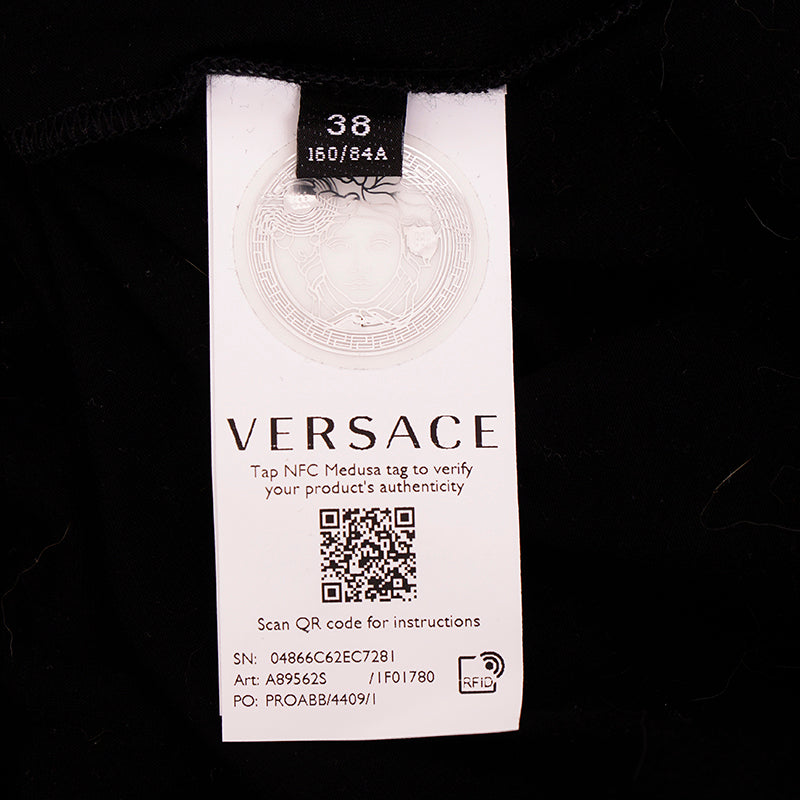 38
160/84A
VERSACE
Tap NFC Medusa tag to verify
your product's authenticity
Scan QR code for instructions
SN: 04866C62EC7281
Art: A89562S /1F01780
PO: PROABB/4409/1
RFID